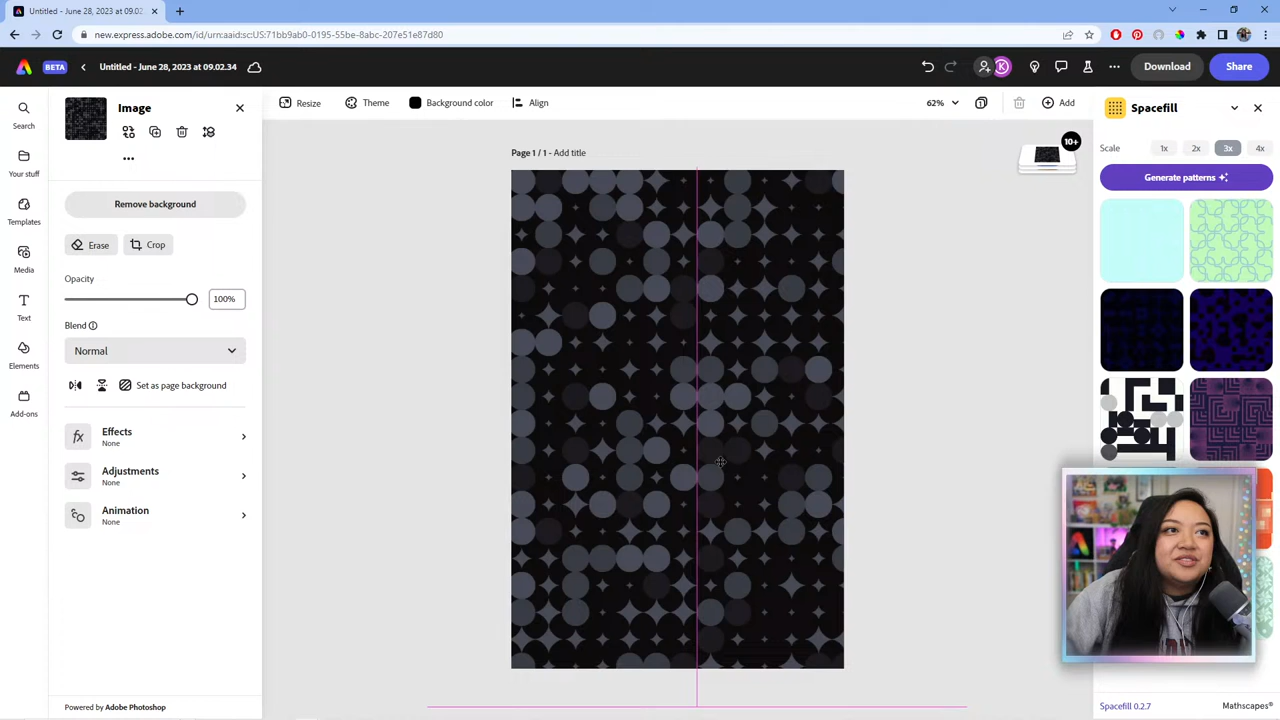 Untitled - June 28, 2023 at 09.02
new.express.adobe.com/id/urn:aaid:sc:US:71bb9ab0-0195-55be-8abc-207e51e87d80
BETA
Untitled - June 28, 2023 at 09.02.34
K
Download
Share
Search
Your stuff
Templates
Media
Text
Elements
Add-ons
Image
Remove background
Erase
Crop
Opacity
100%
Blend
Normal
Set as page background
fx
Effects
None
Adjustments
None
Animation
None
Powered by Adobe Photoshop
Resize
Theme
Background color
Align
62%
1
Add
Page 1 / 1 - Add title
10+
Spacefill
Scale
1x
2x
3x
4x
Generate patterns
Spacefill 0.2.7
Mathscapes®